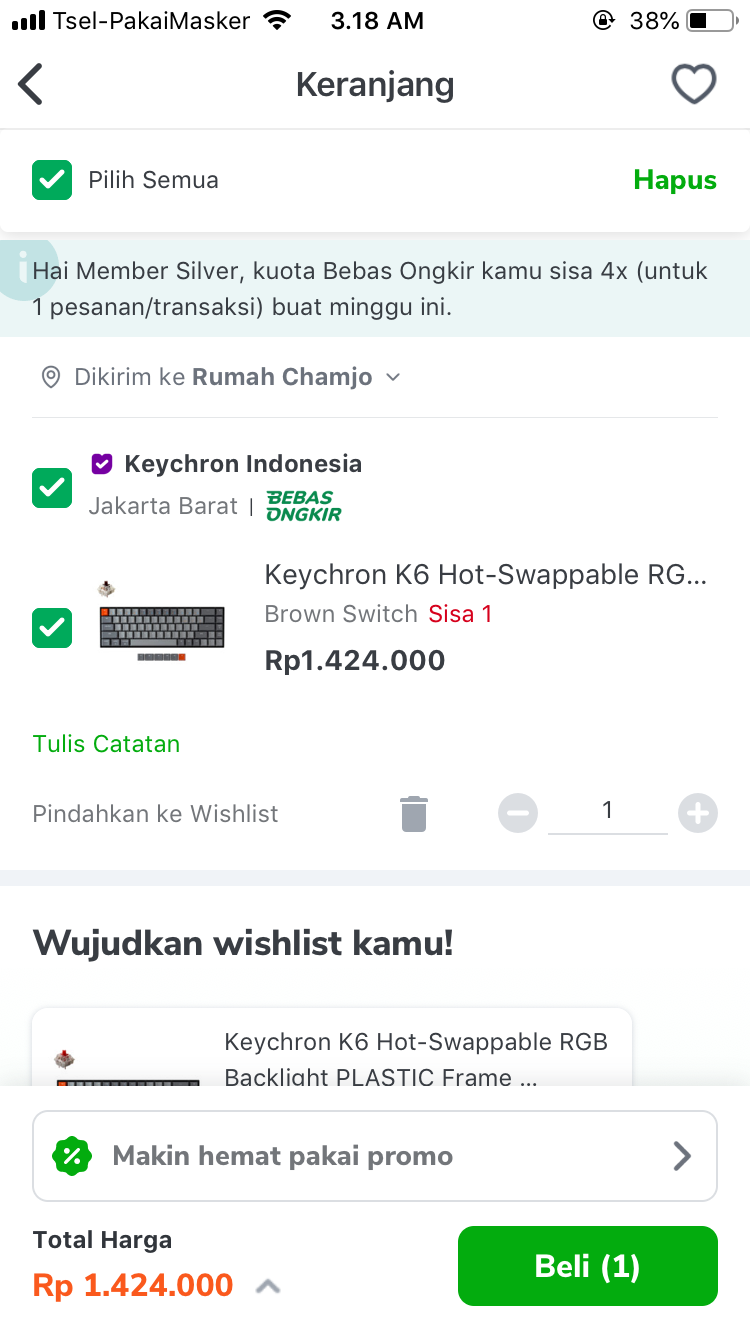 Tsel-PakaiMasker 3.18 AM 38%
Keranjang
Pilih Semua Hapus
Hai Member Silver, kuota Bebas Ongkir kamu sisa 4x (untuk
1 pesanan/transaksi) buat minggu ini.
Dikirim ke Rumah Chamjo
Keychron Indonesia
Jakarta Barat | BEBAS ONGKIR
Keychron K6 Hot-Swappable RG...
Brown Switch Sisa 1
Rp1.424.000
Tulis Catatan
Pindahkan ke Wishlist 1
Wujudkan wishlist kamu!
Keychron K6 Hot-Swappable RGB
Backlight PLASTIC Frame ...
Makin hemat pakai promo
Total Harga
Rp 1.424.000
Beli (1)